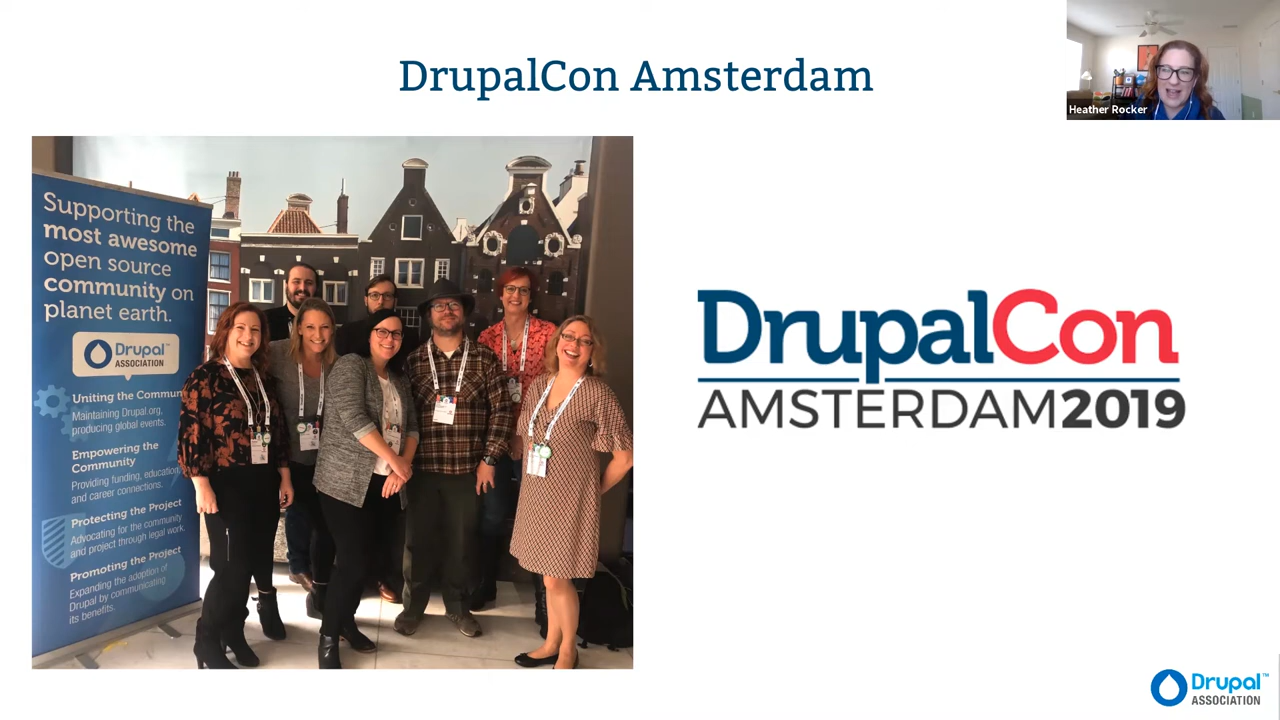 DrupalCon Amsterdam
Heather Rocker
Supporting the
most awesome
open source
community on
planet earth.
Drupal™
ASSOCIATION
Uniting the Commun
Maintaining Drupal.org,
producing global events.
Empowering the
Community
Providing funding, education,
and career connections.
Protecting the Project
Advocating for the community
and project through legal work.
Promoting the Project
Expanding the adoption of
Drupal by communicating
its benefits.
DrupalCon
AMSTERDAM2019
Drupal™
ASSOCIATION